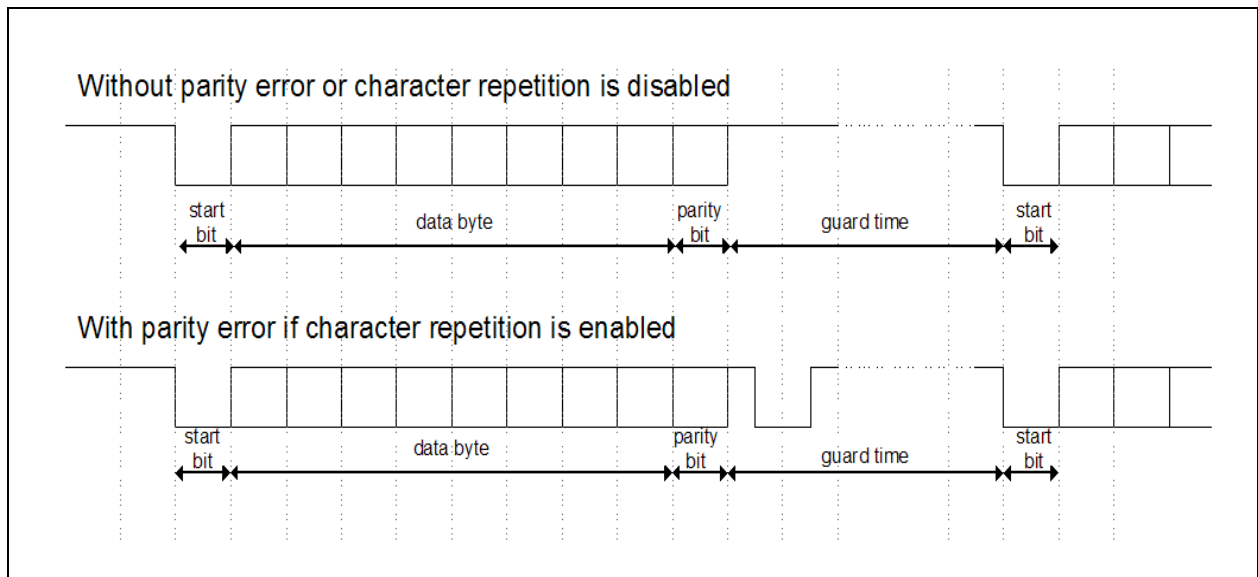 Without parity error or character repetition is disabled
start
bit
data byte
parity
bit
guard time
start
bit
With parity error if character repetition is enabled
start
bit
data byte
parity
bit
guard time
start
bit